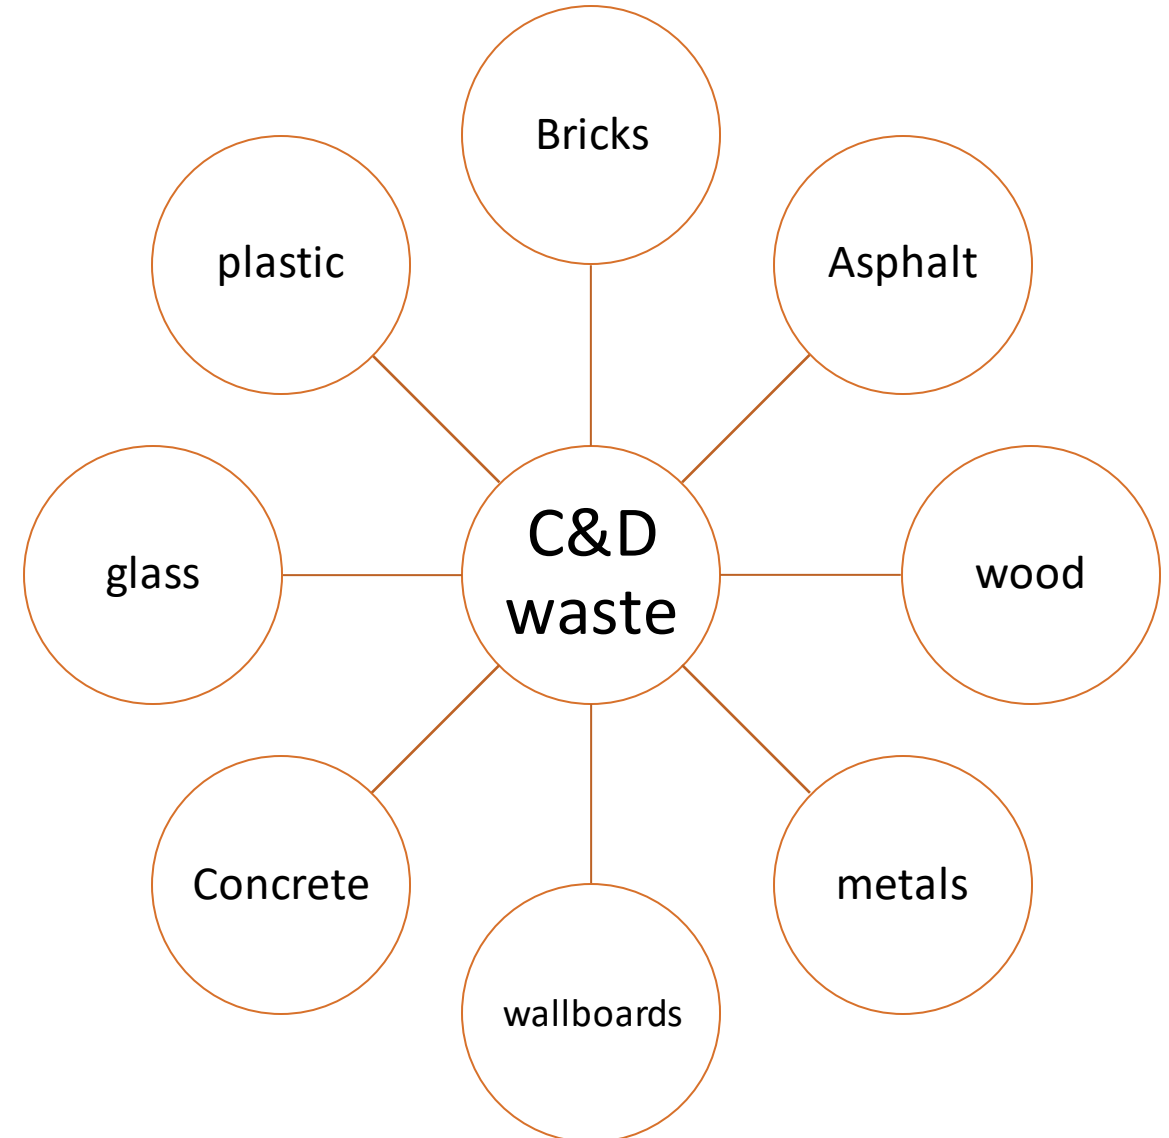 Bricks
plastic
Asphalt
C&D
waste
glass
wood
Concrete
metals
wallboards